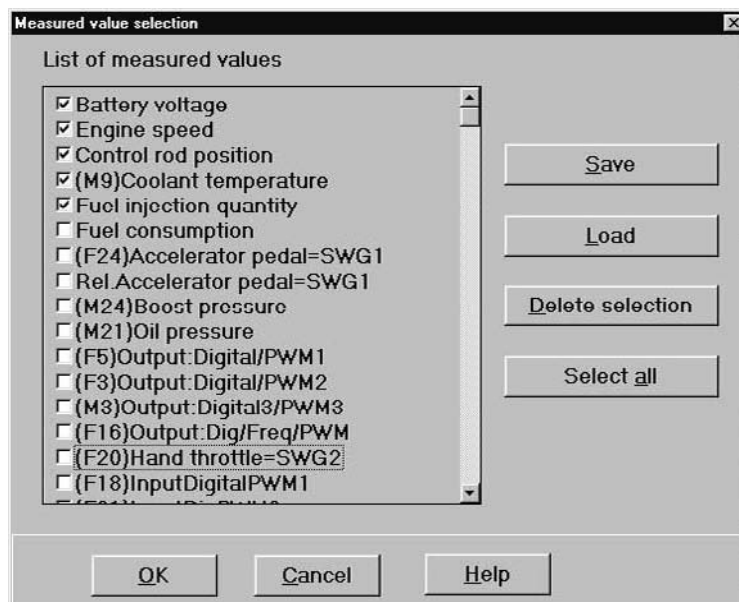 Measured value selection
List of measured values
Battery voltage
Engine speed
Control rod position
(M9)Coolant temperature
Fuel injection quantity
Fuel consumption
(F24)Accelerator pedal=SWG1
Rel.Accelerator pedal=SWG1
(M24)Boost pressure
(M21)Oil pressure
(F5)Output:Digital/PWM1
(F3)Output:Digital/PWM2
(M3)Output:Digital3/PWM3
(F16)Output:Dig/Freq/PWM
(F20)Hand throttle=SWG2
(F18)InputDigitalPWM1
Save
Load
Delete selection
Select all
OK
Cancel
Help